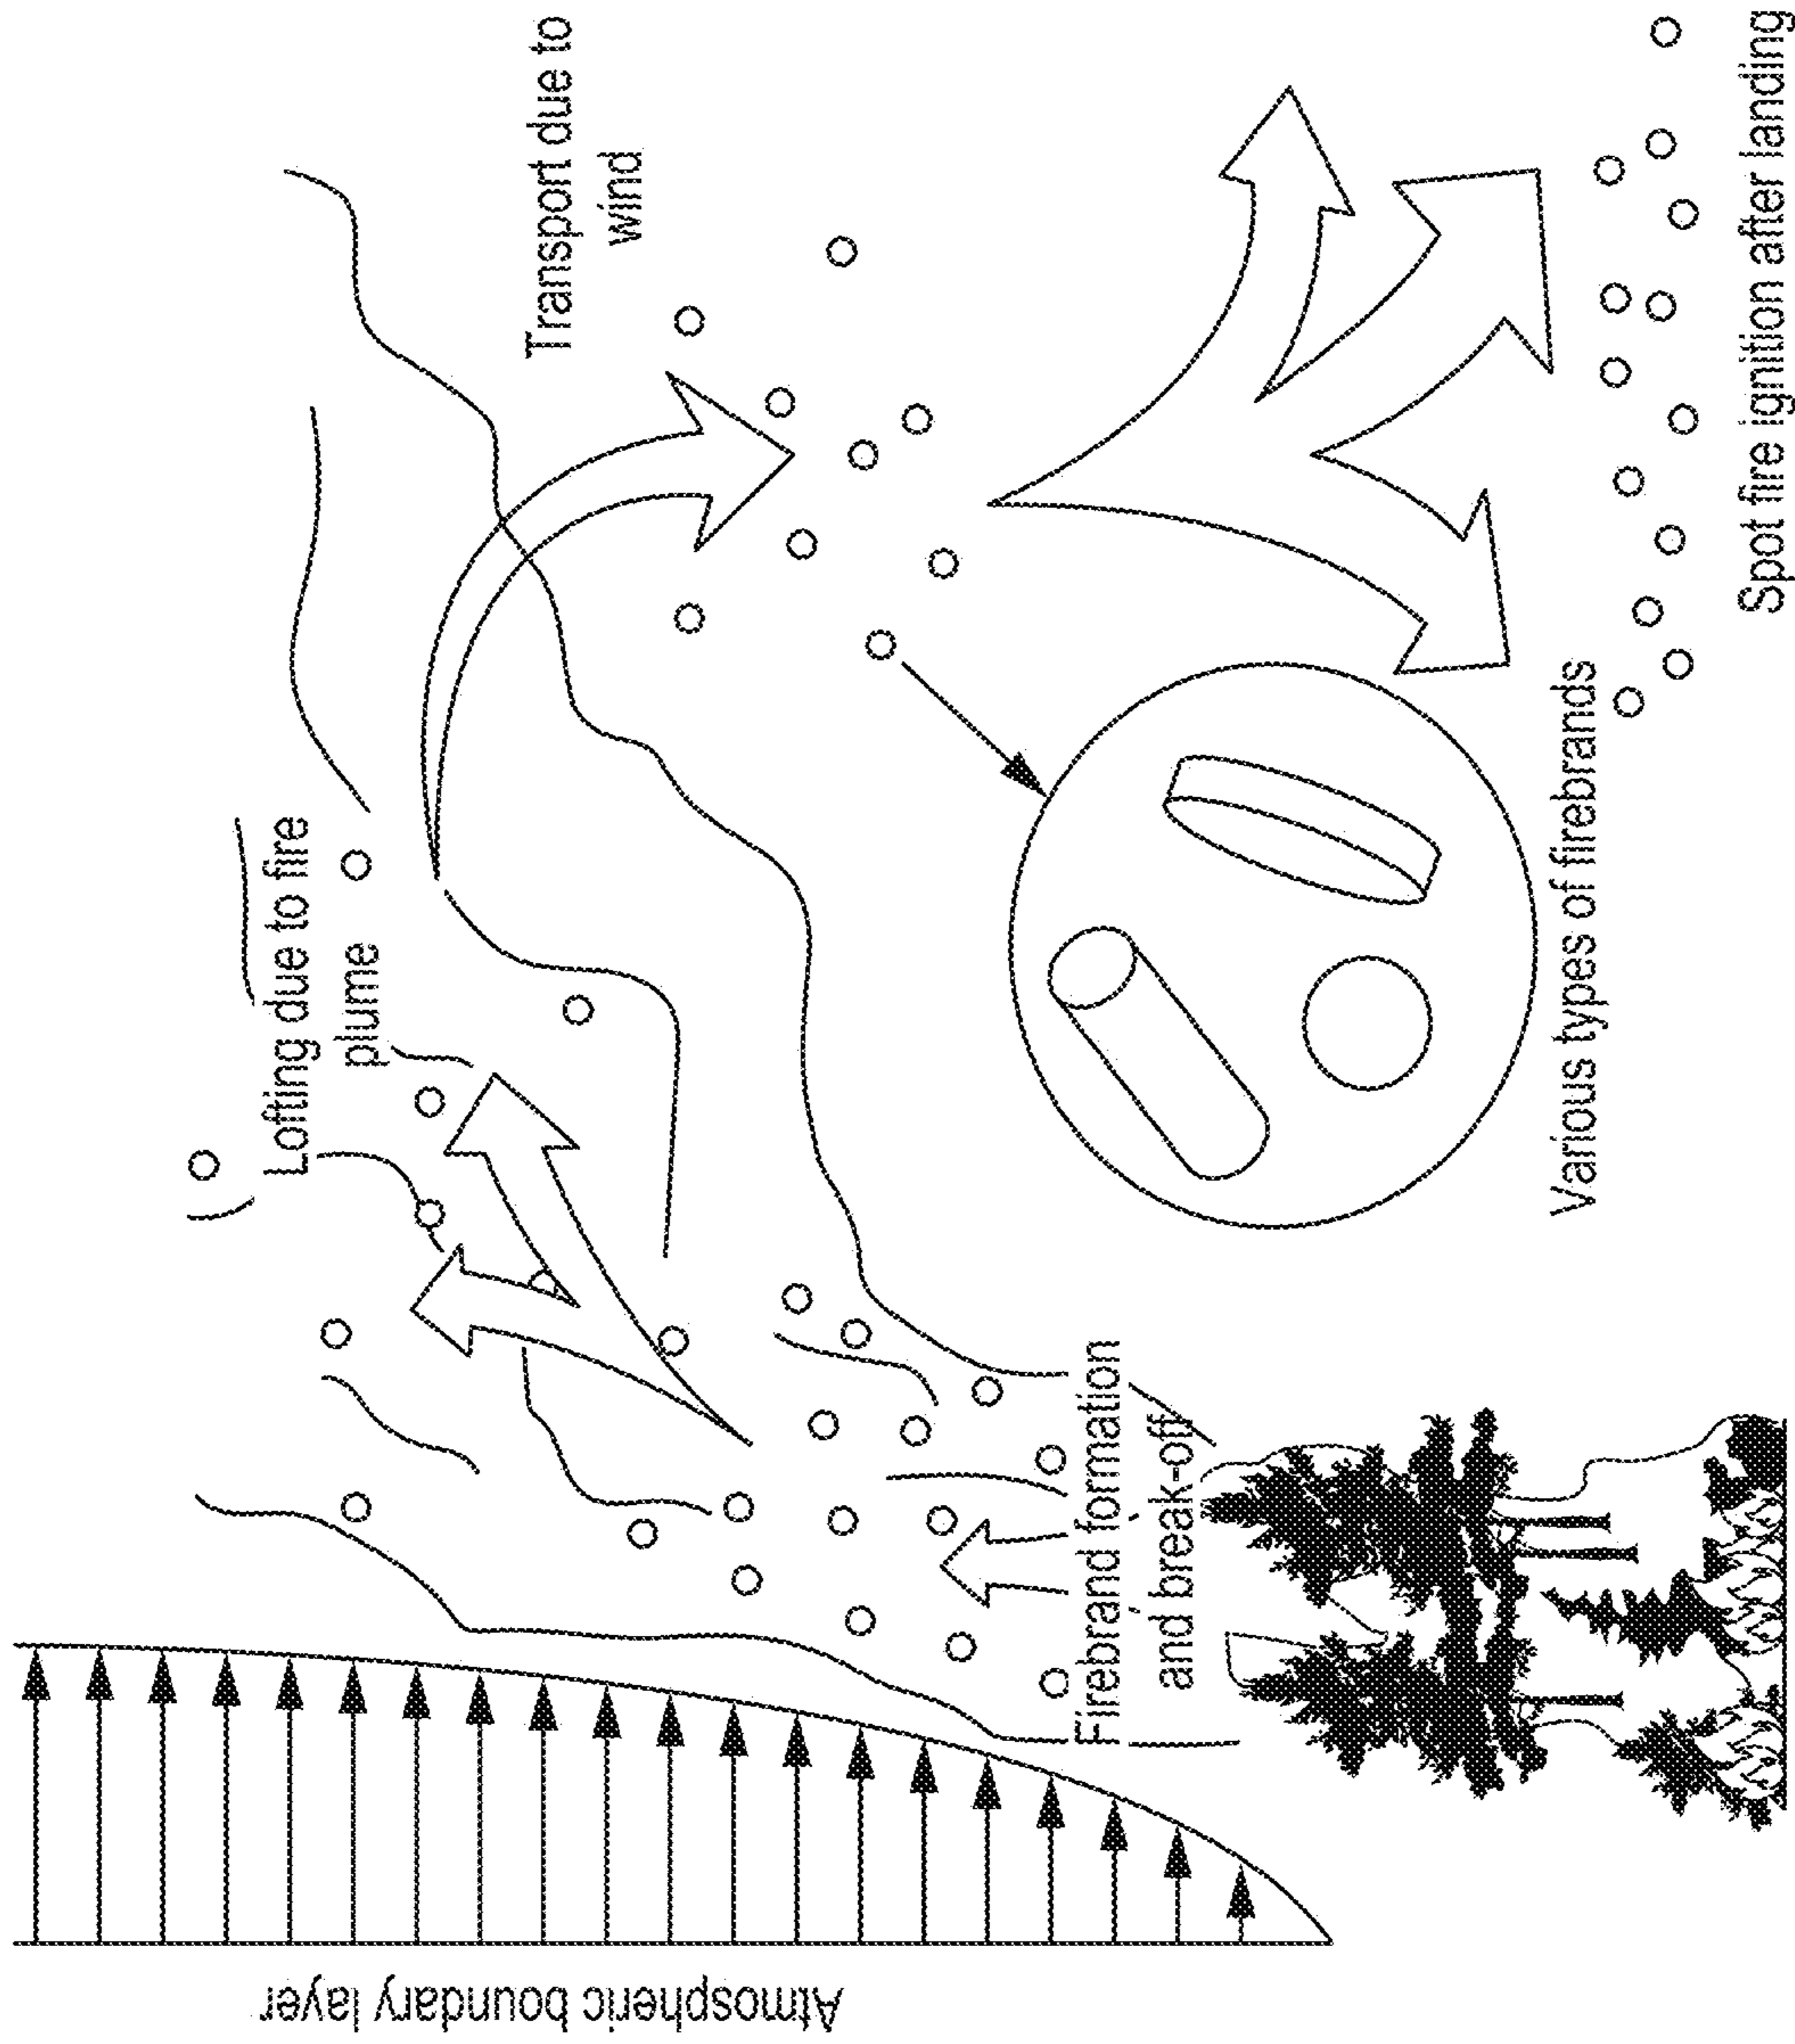 Atmospheric boundary layer
Lofting due to fire
plume
Transport due to
wind
Firebrand formation
and break-off
Various types of firebrands
Spot fire ignition after landing